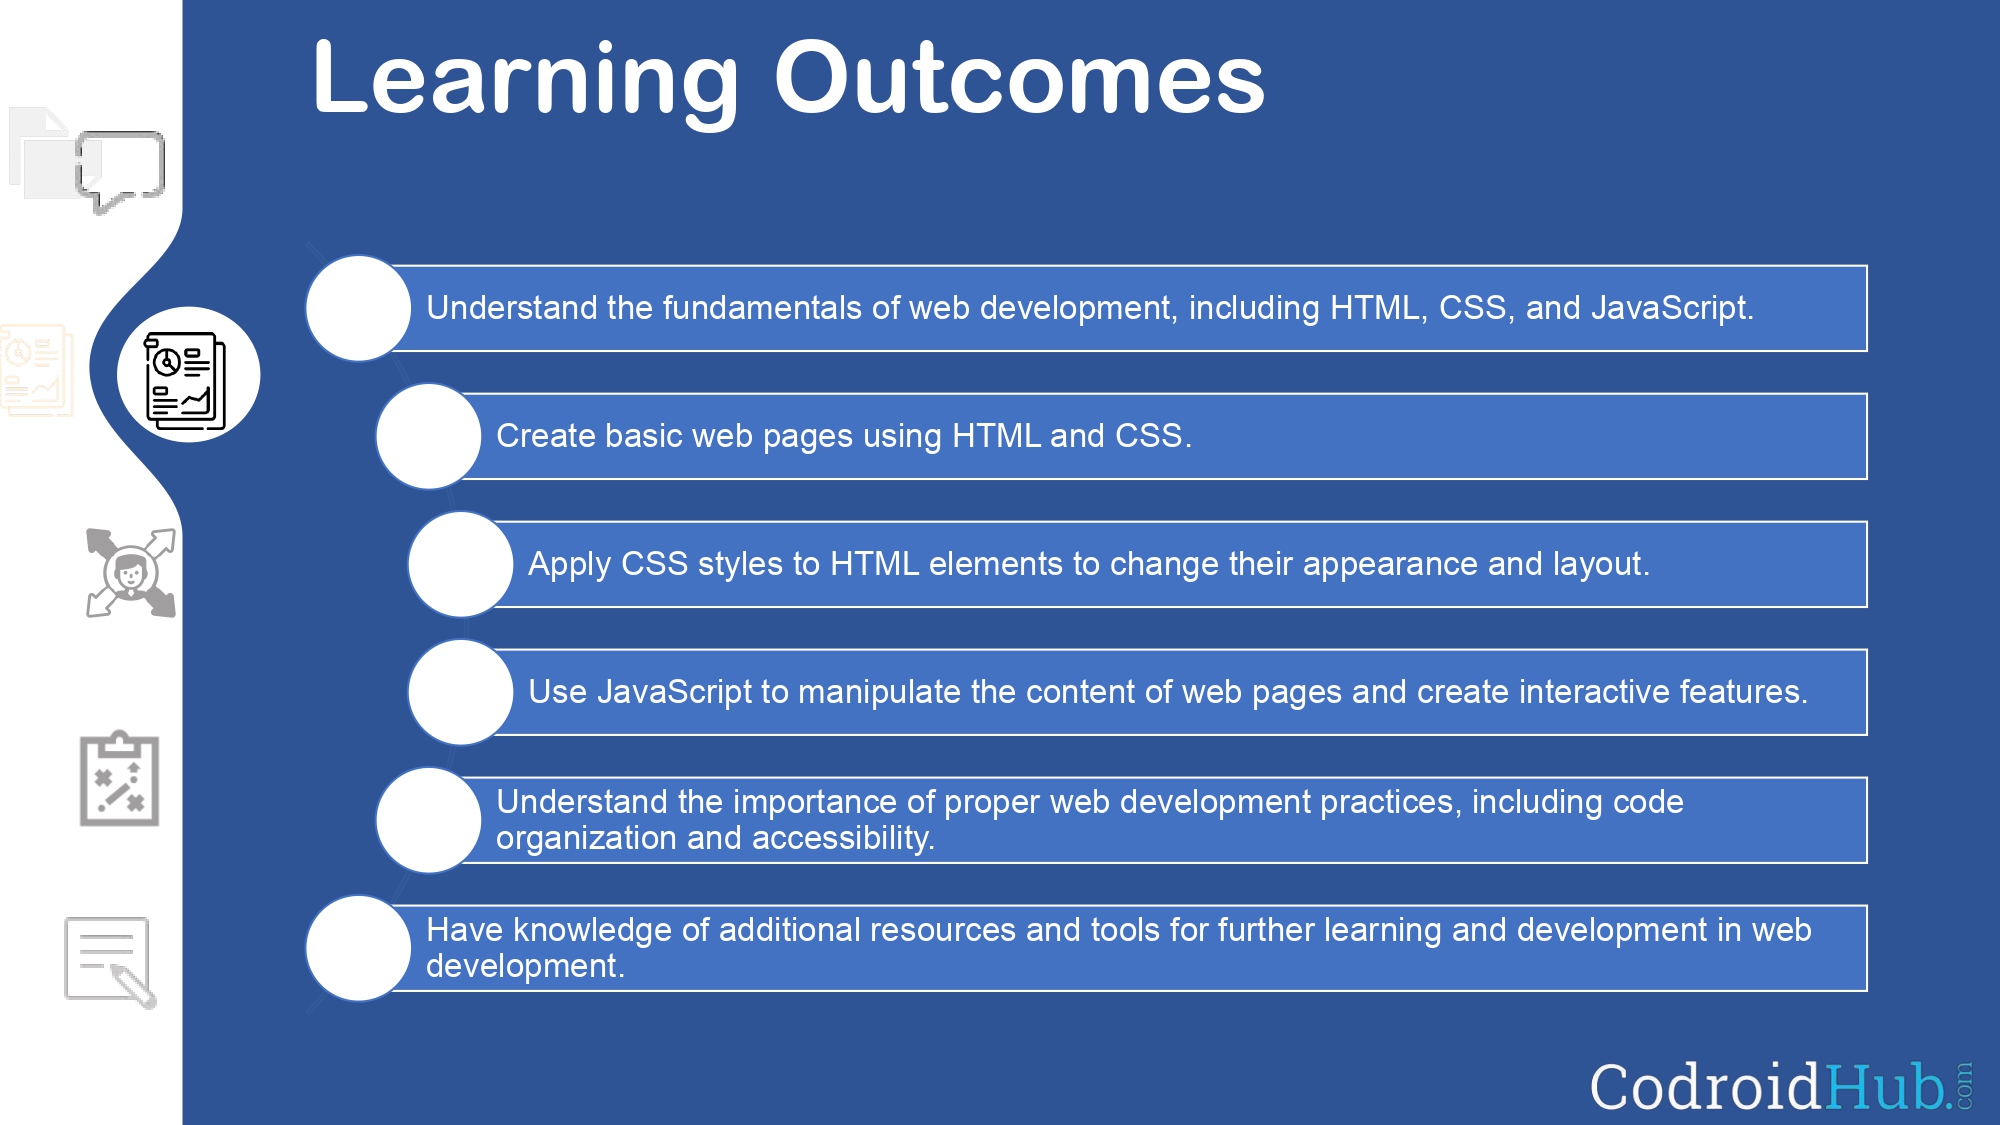 Learning Outcomes
Understand the fundamentals of web development, including HTML, CSS, and JavaScript.
Create basic web pages using HTML and CSS.
Apply CSS styles to HTML elements to change their appearance and layout.
Use JavaScript to manipulate the content of web pages and create interactive features.
Understand the importance of proper web development practices, including code
organization and accessibility.
Have knowledge of additional resources and tools for further learning and development in web
development.
CodroidHub.com